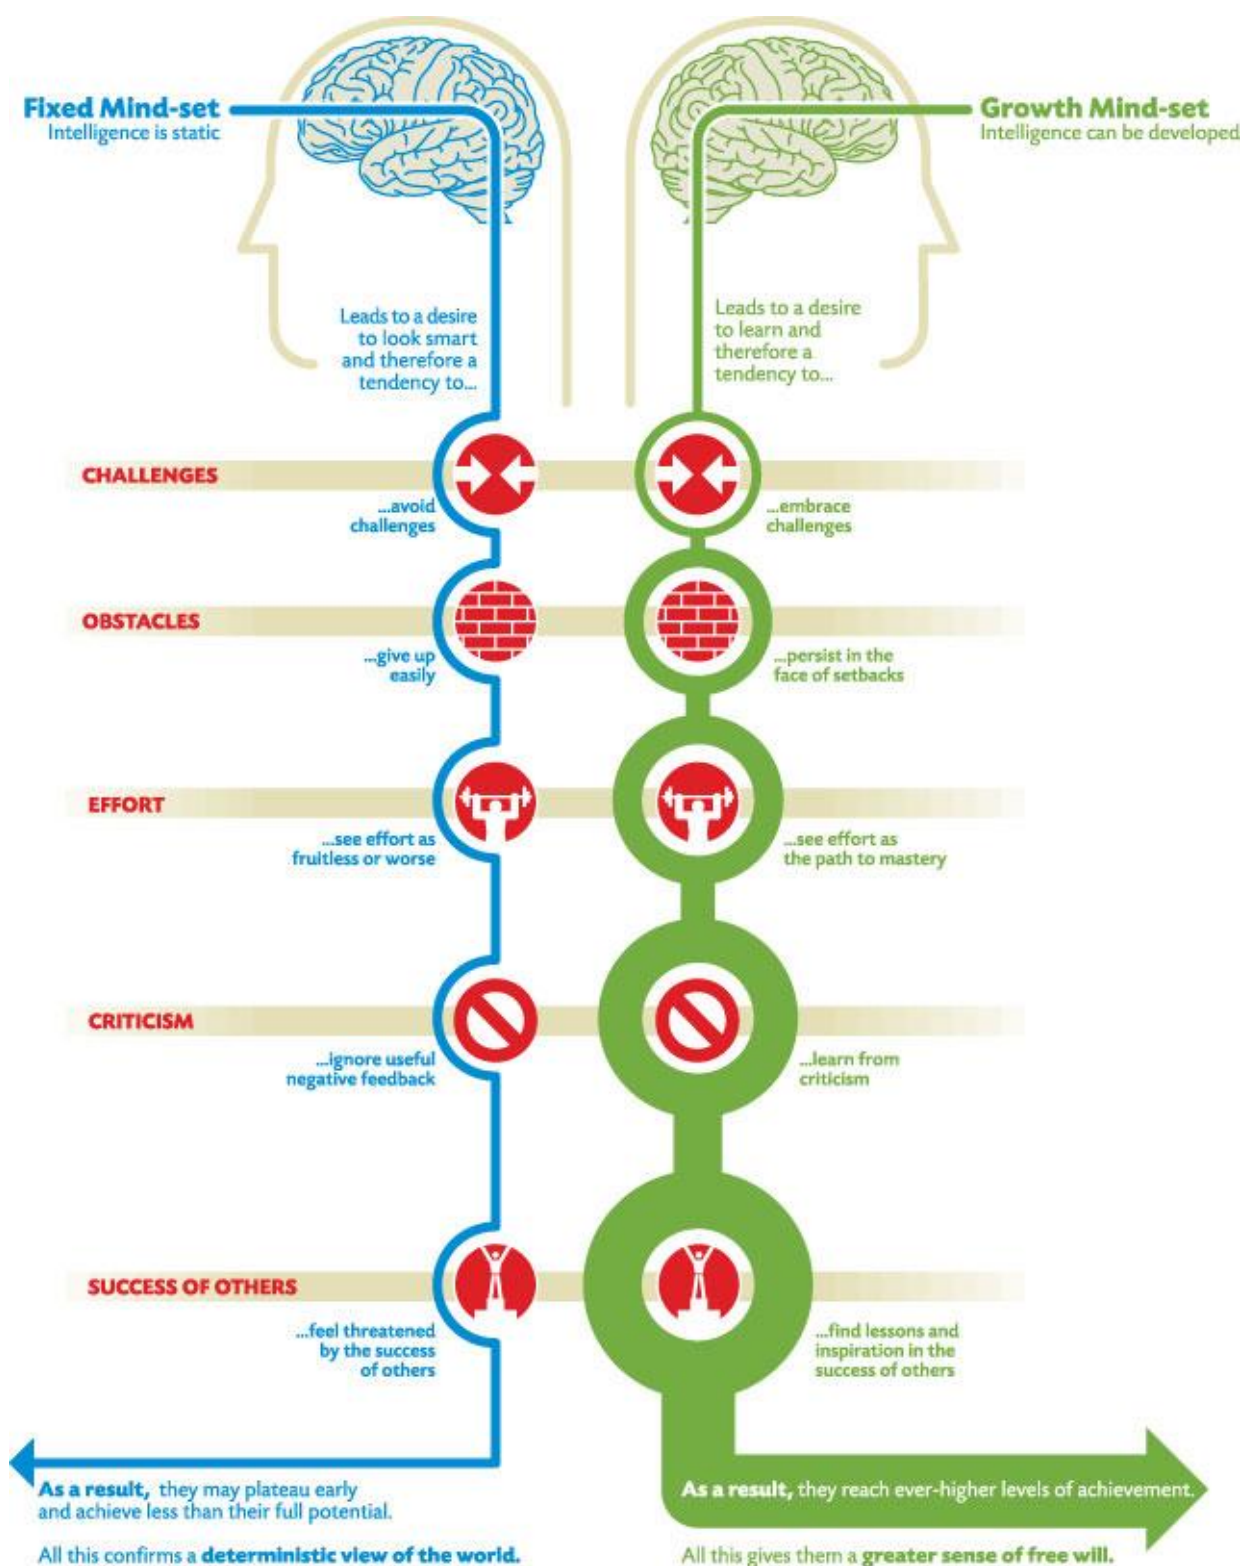 Fixed Mind-set
Intelligence is static
Growth Mind-set
Intelligence can be developed
Leads to a desire
to look smart
and therefore a
tendency to...
Leads to a desire
to learn and
therefore a
tendency to...
CHALLENGES
...avoid
challenges
...embrace
challenges
OBSTACLES
...give up
easily
...persist in the
face of setbacks
EFFORT
...see effort as
fruitless or worse
...see effort as
the path to mastery
CRITICISM
...ignore useful
negative feedback
...learn from
criticism
SUCCESS OF OTHERS
...feel threatened
by the success
of others
...find lessons and
inspiration in the
success of others
As a result, they may plateau early
and achieve less than their full potential.
All this confirms a deterministic view of the world.
As a result, they reach ever-higher levels of achievement.
All this gives them a greater sense of free will.